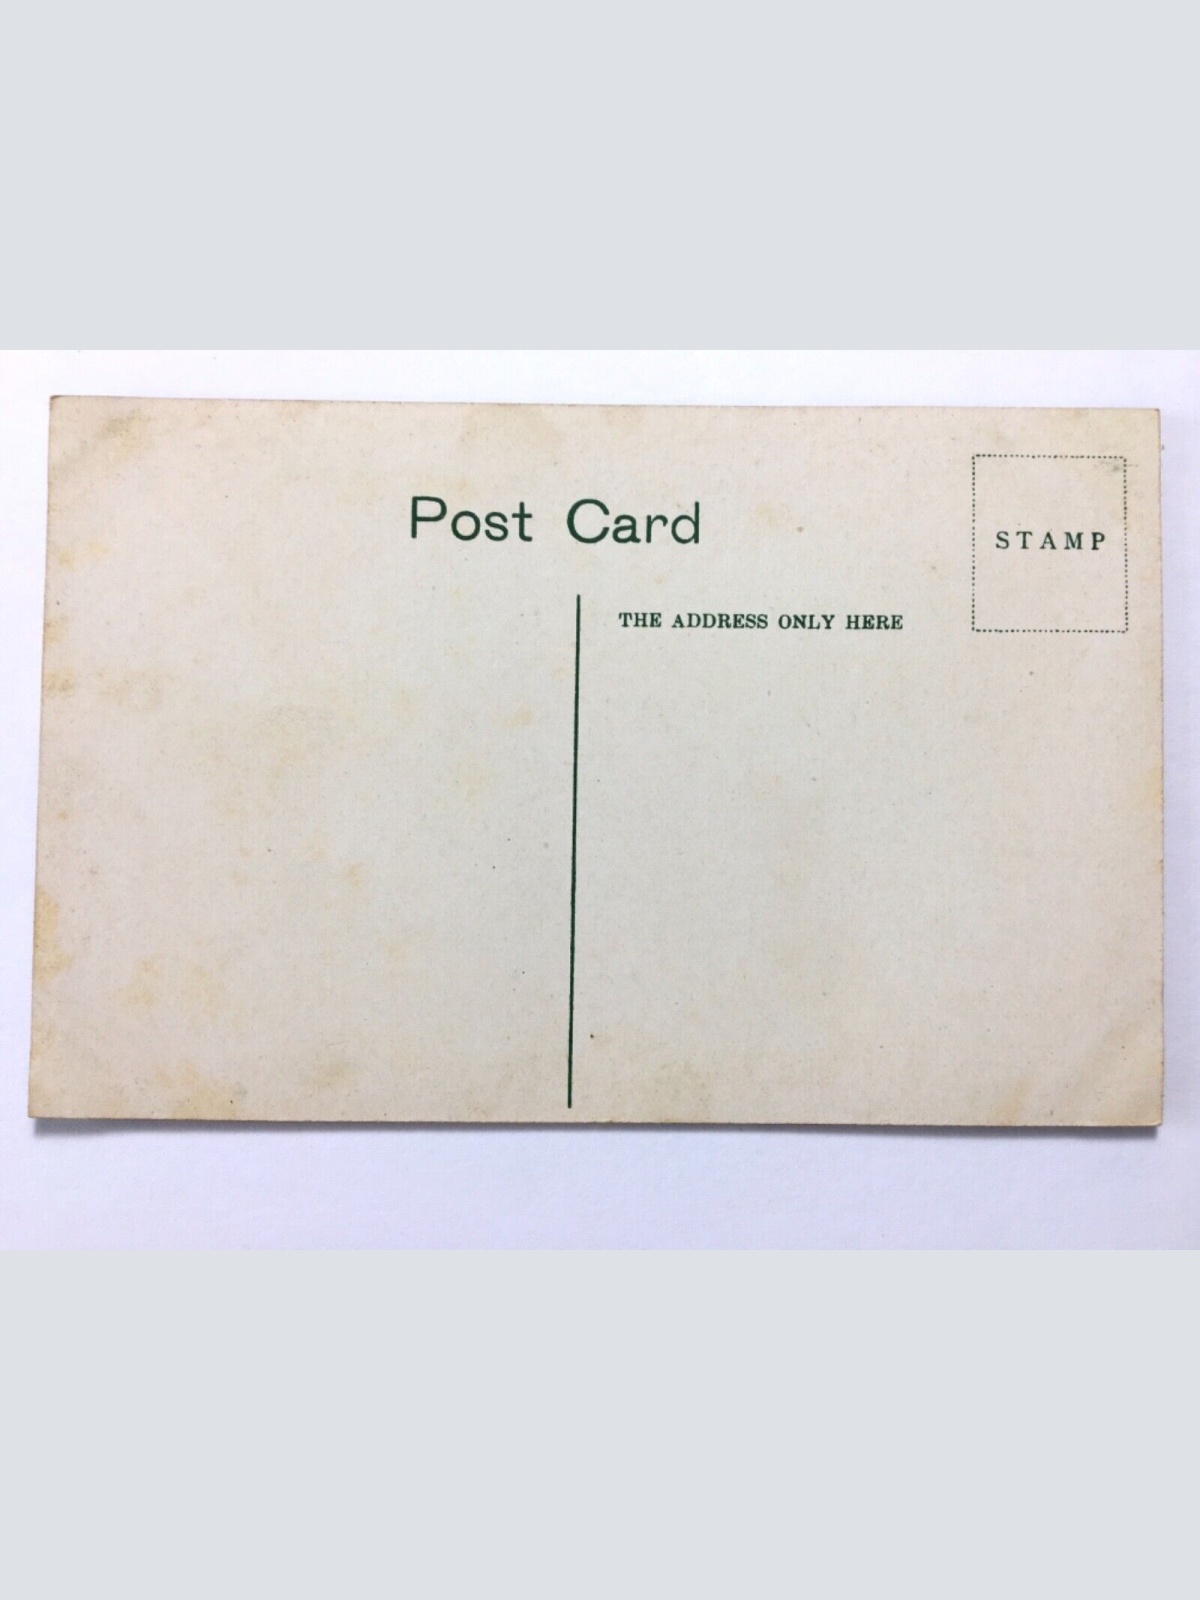 Post Card
STAMP
THE ADDRESS ONLY HERE